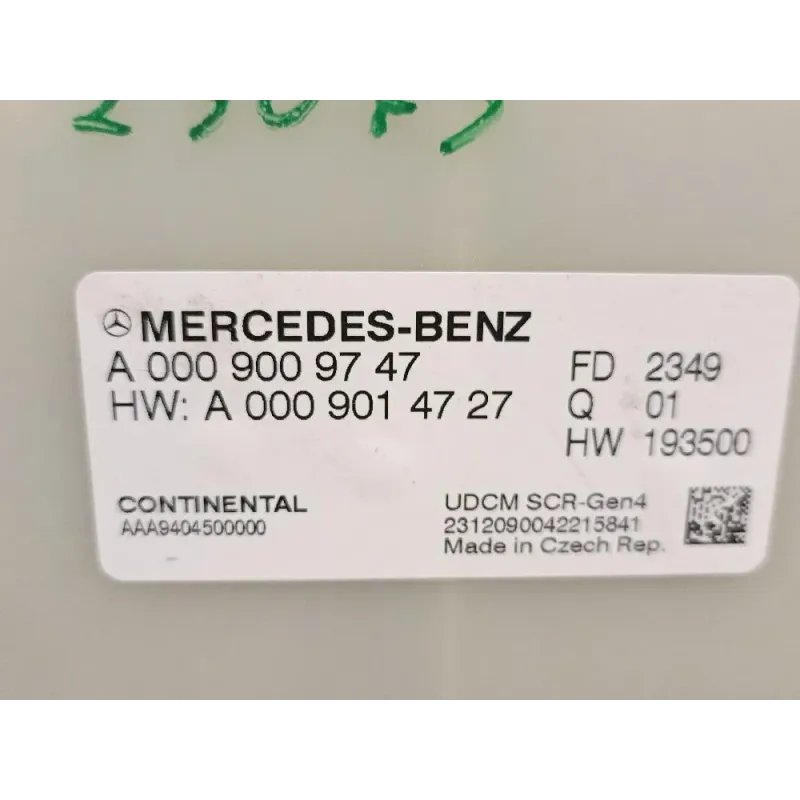 MERCEDES-BENZ
A 000 900 97 47
HW: A 000 901 47 27
FD 2349
Q 01
HW 193500
CONTINENTAL
AAA9404500000
UDCM SCR-Gen4
2312090042215841
Made in Czech Rep.